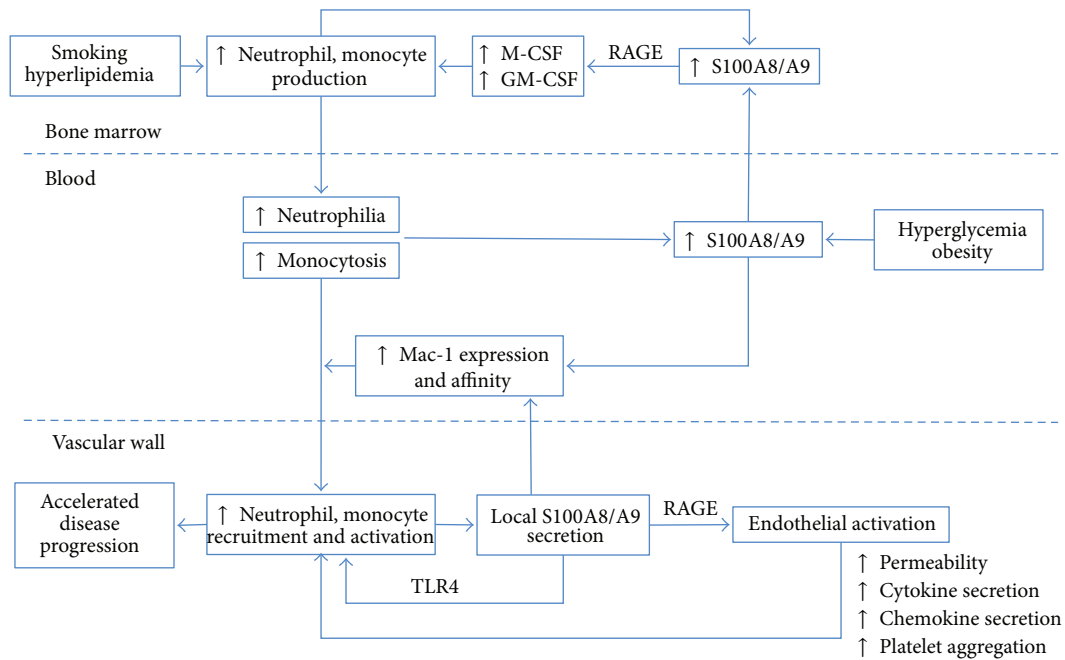 Smoking
hyperlipidemia
↑ Neutrophil, monocyte
production
↑ M-CSF
↑ GM-CSF
RAGE
↑ S100A8/A9
Bone marrow
Blood
↑ Neutrophilia
↑ Monocytosis
↑ S100A8/A9
Hyperglycemia
obesity
↑ Mac-1 expression
and affinity
Vascular wall
Accelerated
disease
progression
↑ Neutrophil, monocyte
recruitment and activation
Local S100A8/A9
secretion
RAGE
Endothelial activation
TLR4
↑ Permeability
↑ Cytokine secretion
↑ Chemokine secretion
↑ Platelet aggregation